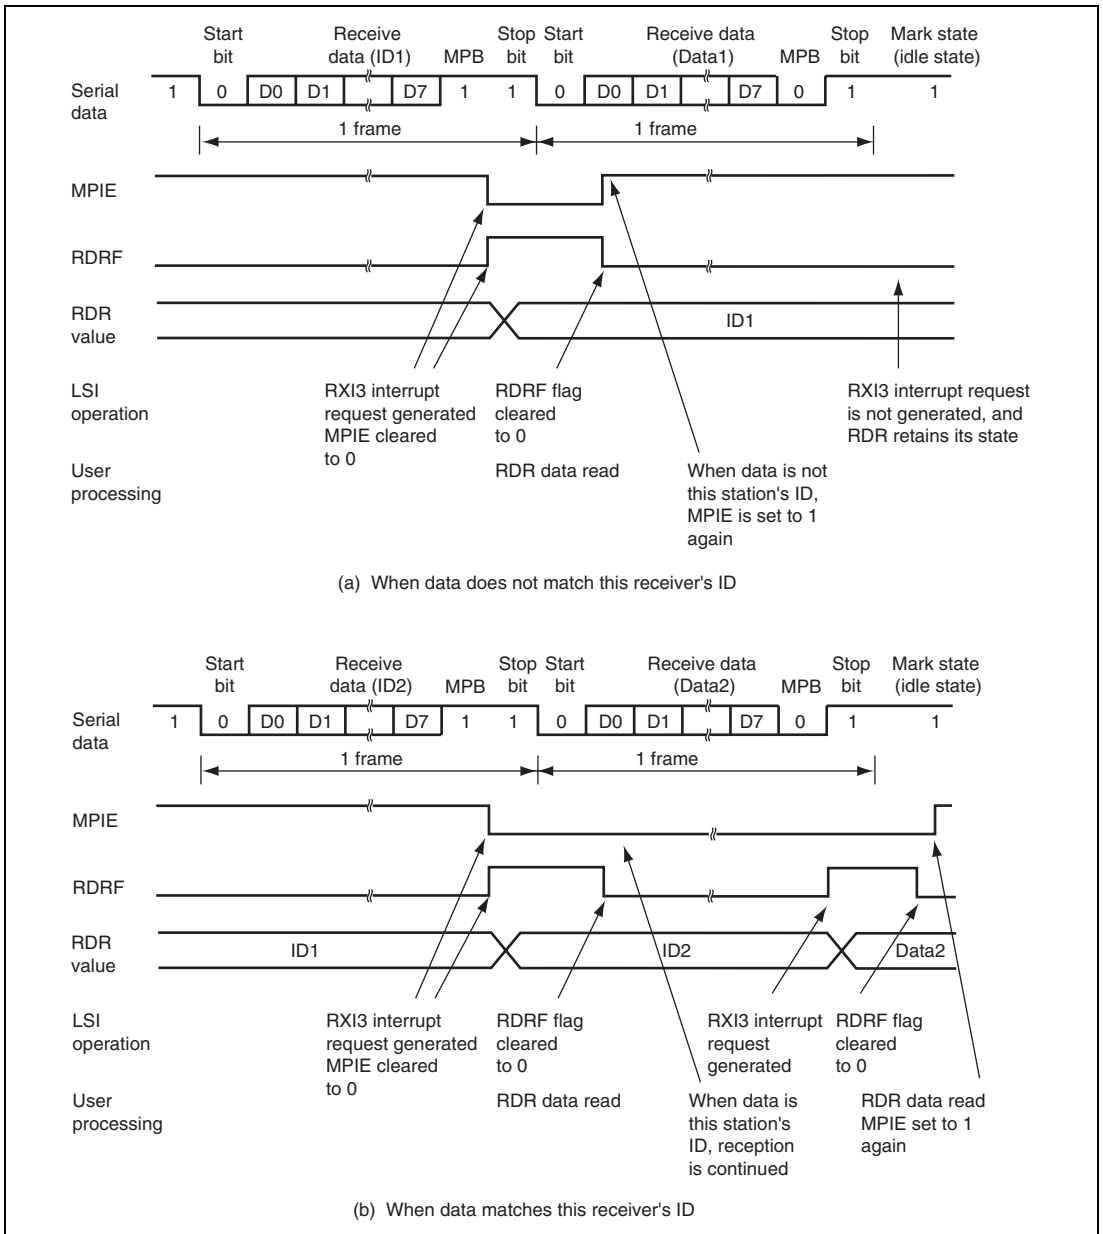 Start bit
Receive data (ID1)
MPB
Stop bit
Start bit
Receive data (Data1)
MPB
Stop bit
Mark state (idle state)
Serial data
1 0 D0 D1 D7 1 1 0 D0 D1 D7 0 1 1
1 frame
1 frame
MPIE
RDRF
RDR value
ID1
LSI operation
RXI3 interrupt
request generated
MPIE cleared
to 0
RDRF flag
cleared
to 0
RXI3 interrupt request
is not generated, and
RDR retains its state
User processing
RDR data read
When data is not
this station's ID,
MPIE is set to 1
again
(a) When data does not match this receiver's ID
Start bit
Receive data (ID2)
MPB
Stop bit
Start bit
Receive data (Data2)
MPB
Stop bit
Mark state (idle state)
Serial data
1 0 D0 D1 D7 1 1 0 D0 D1 D7 0 1 1
1 frame
1 frame
MPIE
RDRF
RDR value
ID1
ID2
Data2
LSI operation
RXI3 interrupt
request generated
MPIE cleared
to 0
RDRF flag
cleared
to 0
RXI3 interrupt
request
generated
RDRF flag
cleared
to 0
User processing
RDR data read
When data is
this station's
ID, reception
is continued
RDR data read
MPIE set to 1
again
(b) When data matches this receiver's ID